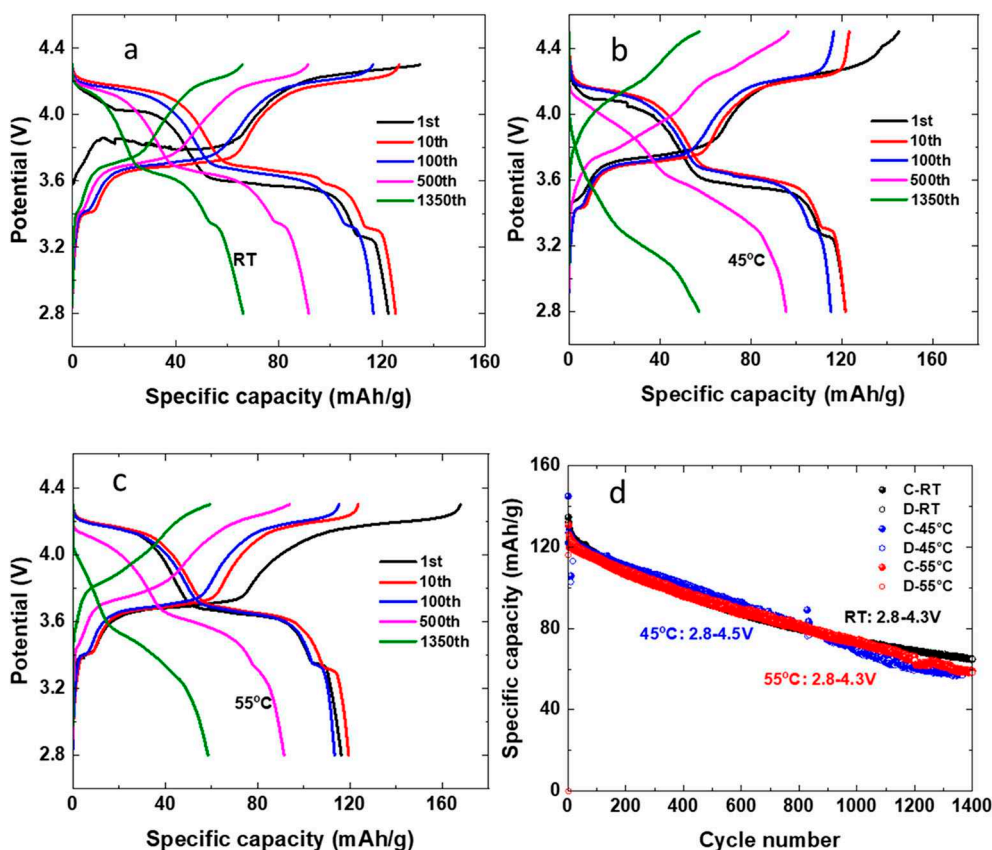 a
Potential (V)
4.4
4.0
3.6
3.2
2.8
1st
10th
100th
500th
1350th
RT
0 40 80 120 160
Specific capacity (mAh/g)
b
Potential (V)
4.4
4.0
3.6
3.2
2.8
1st
10th
100th
500th
1350th
45°C
0 40 80 120 160
Specific capacity (mAh/g)
c
Potential (V)
4.4
4.0
3.6
3.2
2.8
1st
10th
100th
500th
1350th
55°C
0 40 80 120 160
Specific capacity (mAh/g)
d
Specific capacity (mAh/g)
160
120
80
40
0
C-RT
D-RT
C-45°C
D-45°C
C-55°C
D-55°C
RT: 2.8-4.3V
45°C: 2.8-4.5V
55°C: 2.8-4.3V
0 200 400 600 800 1000 1200 1400
Cycle number